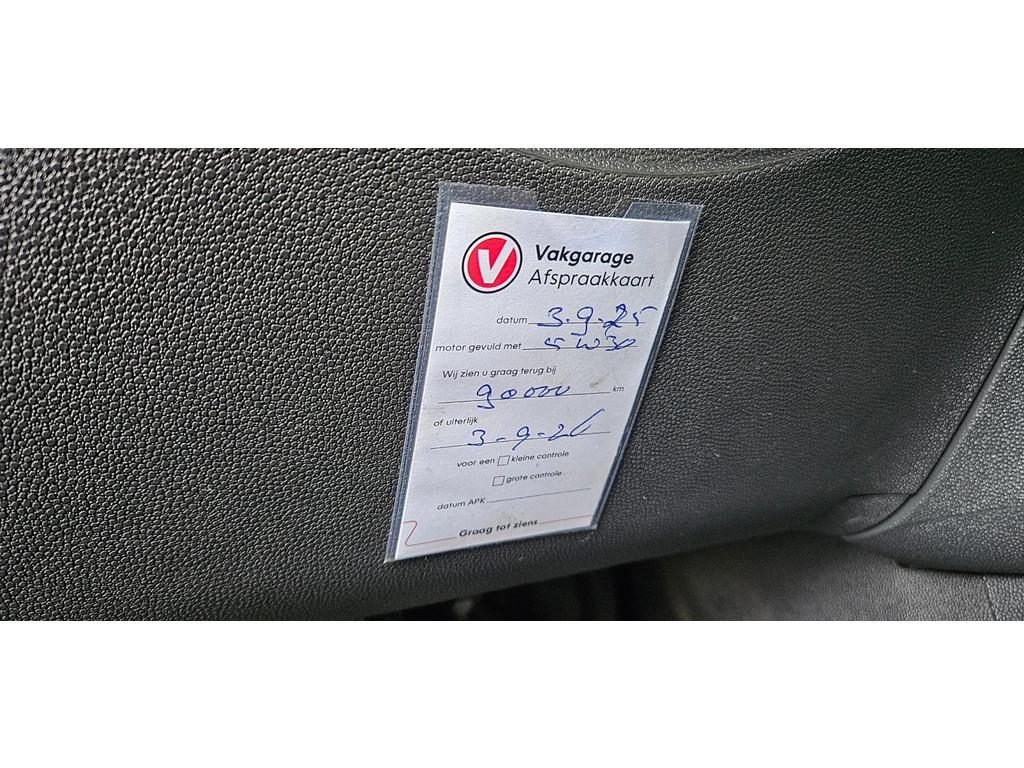 V Vakgarage
Afspraakkaart
datum 3-9-25
motor gevuld met 5W30
Wij zien u graag terug bij
90000 km
of uiterlijk
3-9-26
voor een kleine controle
grote controle
datum APK
Graag tot ziens